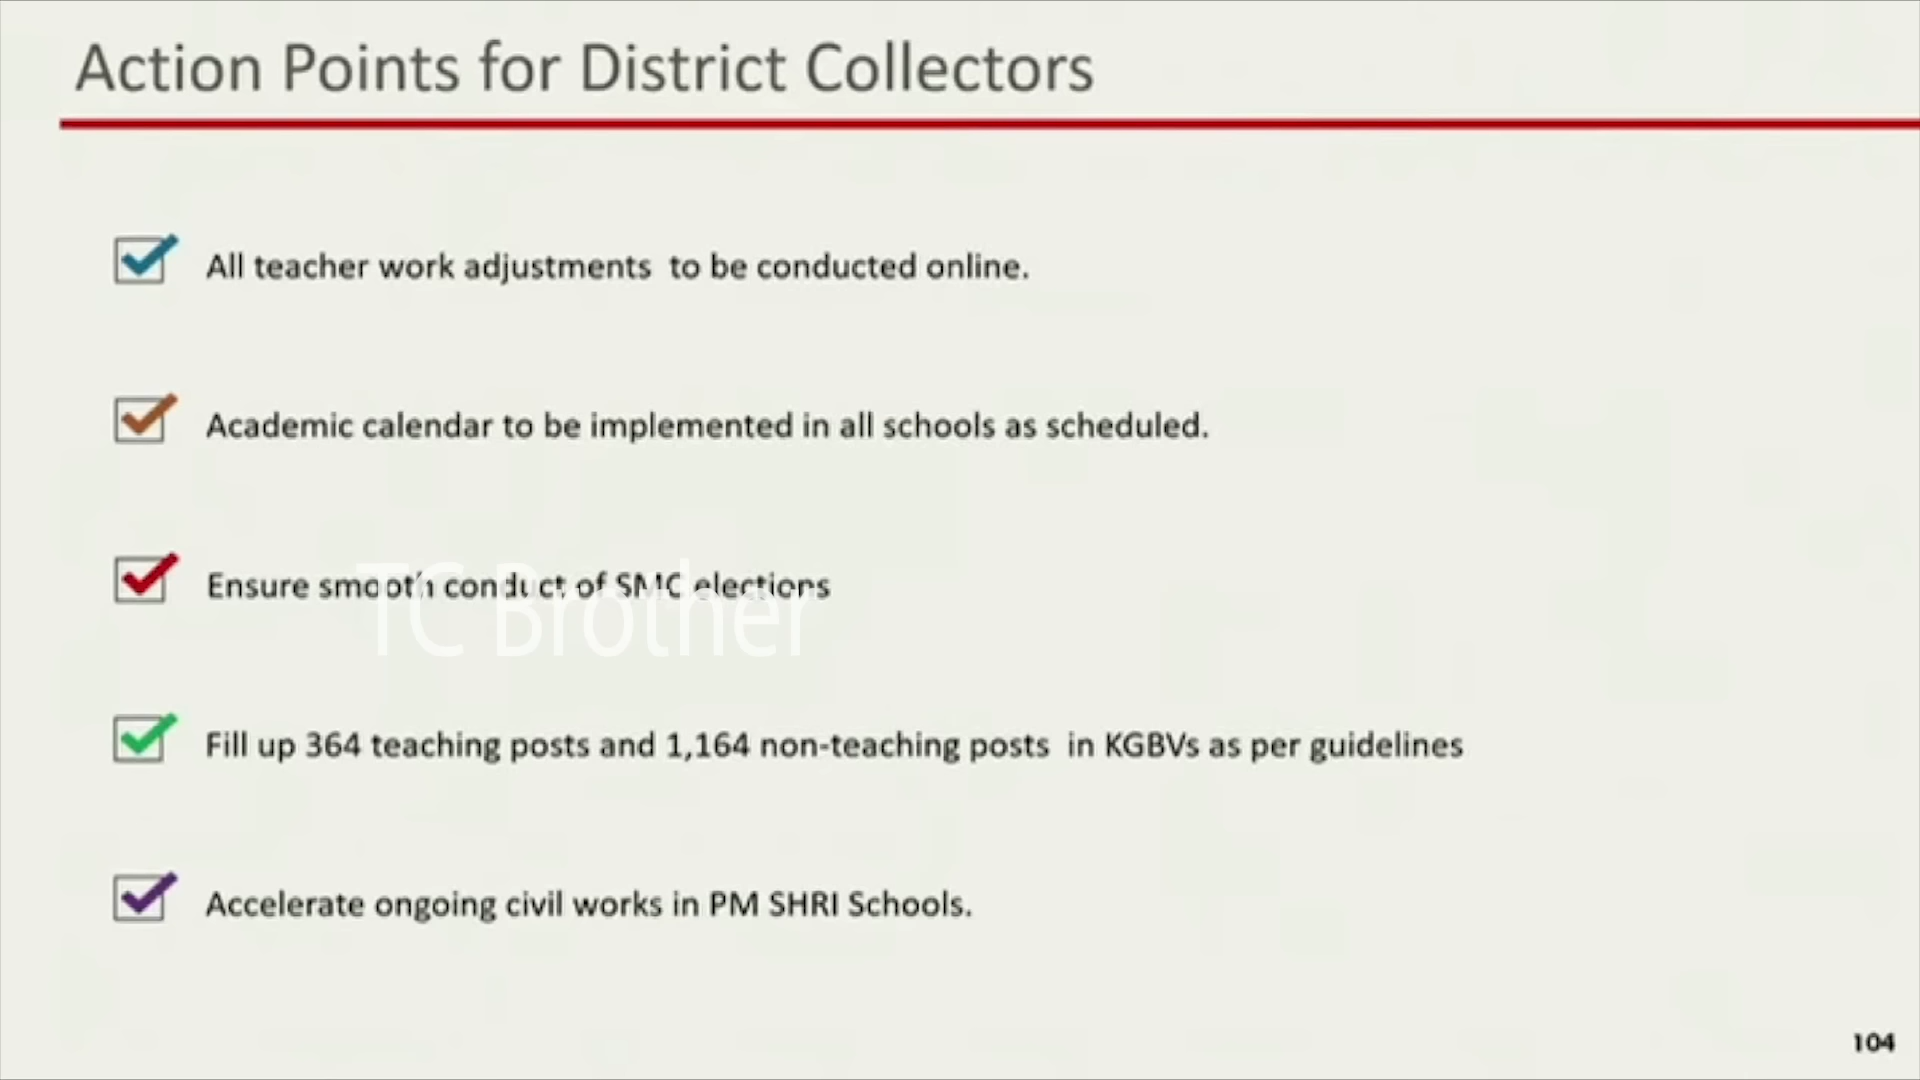 Action Points for District Collectors
All teacher work adjustments to be conducted online.
Academic calendar to be implemented in all schools as scheduled.
Ensure smooth conduct of SMC elections
TC Brother
Fill up 364 teaching posts and 1,164 non-teaching posts in KGBVs as per guidelines
Accelerate ongoing civil works in PM SHRI Schools.
104